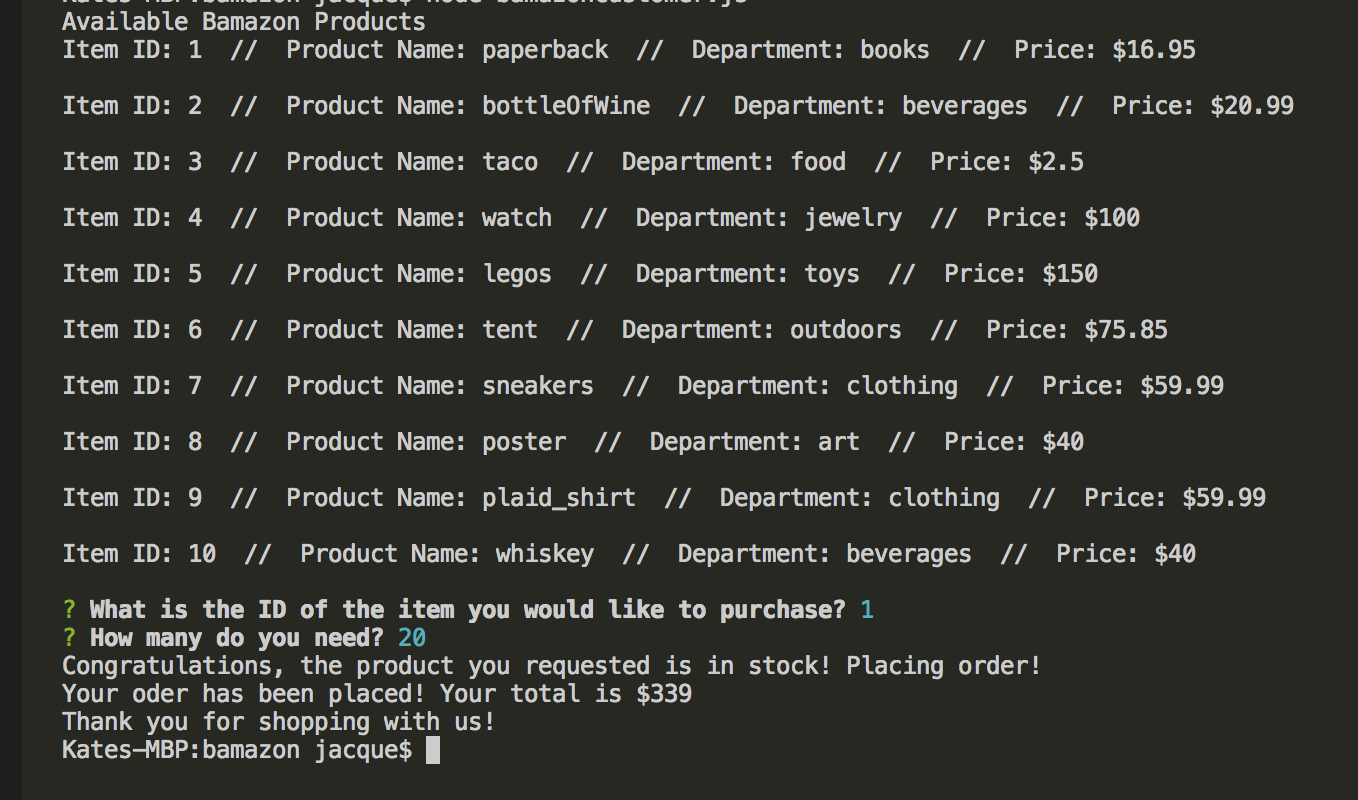 Kates-MBP:bamazon jacque$ node bamazonCustomer.js
Available Bamazon Products
Item ID: 1  //  Product Name: paperback  //  Department: books  //  Price: $16.95
Item ID: 2  //  Product Name: bottleOfWine  //  Department: beverages  //  Price: $20.99
Item ID: 3  //  Product Name: taco  //  Department: food  //  Price: $2.5
Item ID: 4  //  Product Name: watch  //  Department: jewelry  //  Price: $100
Item ID: 5  //  Product Name: legos  //  Department: toys  //  Price: $150
Item ID: 6  //  Product Name: tent  //  Department: outdoors  //  Price: $75.85
Item ID: 7  //  Product Name: sneakers  //  Department: clothing  //  Price: $59.99
Item ID: 8  //  Product Name: poster  //  Department: art  //  Price: $40
Item ID: 9  //  Product Name: plaid_shirt  //  Department: clothing  //  Price: $59.99
Item ID: 10  //  Product Name: whiskey  //  Department: beverages  //  Price: $40
? What is the ID of the item you would like to purchase? 1
? How many do you need? 20
Congratulations, the product you requested is in stock! Placing order!
Your oder has been placed! Your total is $339
Thank you for shopping with us!
Kates-MBP:bamazon jacque$